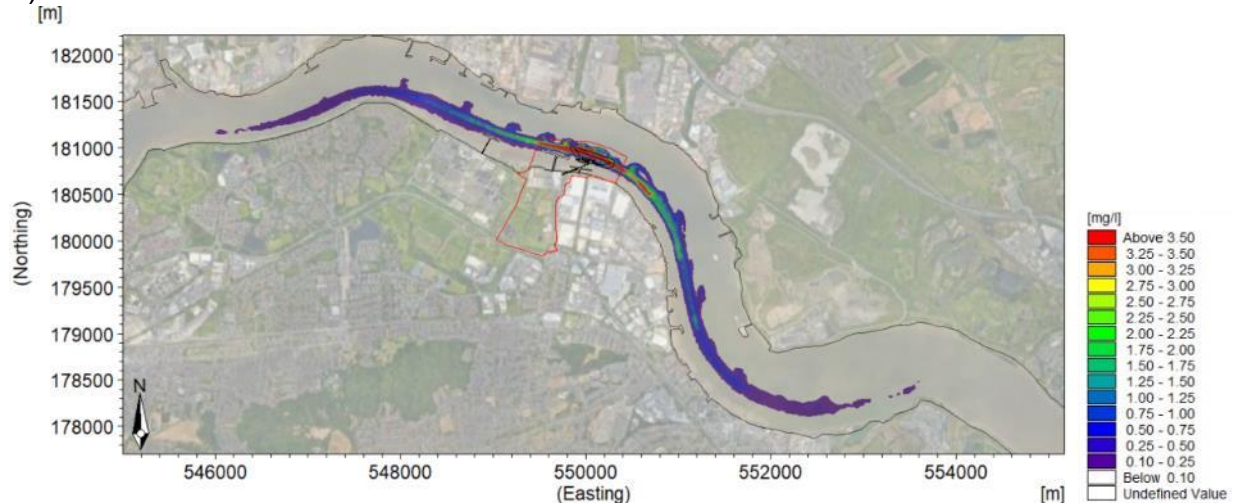 [m]
182000
181500
181000
180500
180000
179500
179000
178500
178000
(Northing)
N
546000
548000
550000
552000
554000
(Easting)
[m]
[mg/l]
Above 3.50
3.25 - 3.50
3.00 - 3.25
2.75 - 3.00
2.50 - 2.75
2.25 - 2.50
2.00 - 2.25
1.75 - 2.00
1.50 - 1.75
1.25 - 1.50
1.00 - 1.25
0.75 - 1.00
0.50 - 0.75
0.25 - 0.50
0.10 - 0.25
Below 0.10
Undefined Value